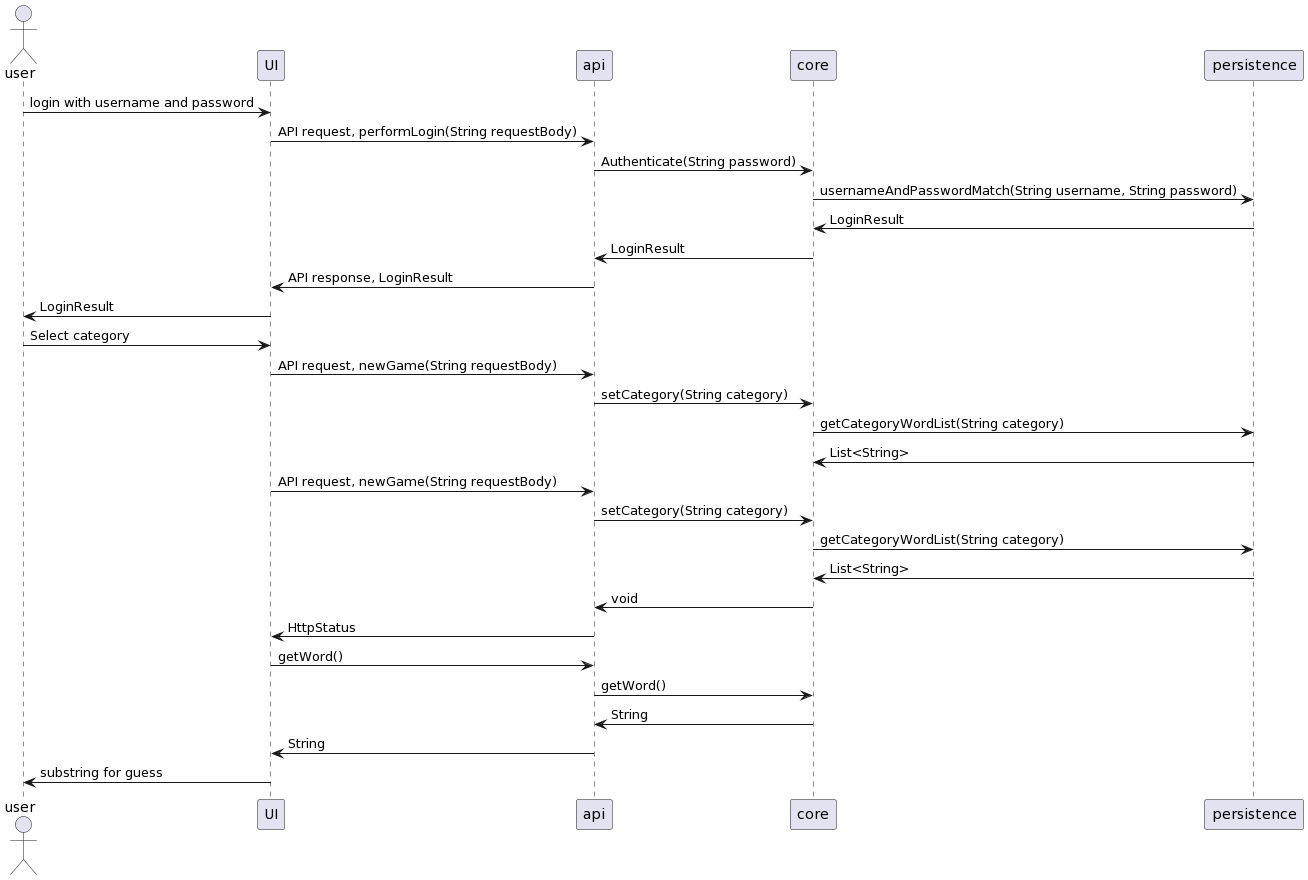 user
UI
api
core
persistence
login with username and password
API request, performLogin(String requestBody)
Authenticate(String password)
usernameAndPasswordMatch(String username, String password)
LoginResult
LoginResult
API response, LoginResult
LoginResult
Select category
API request, newGame(String requestBody)
setCategory(String category)
getCategoryWordList(String category)
List<String>
API request, newGame(String requestBody)
setCategory(String category)
getCategoryWordList(String category)
List<String>
void
HttpStatus
getWord()
getWord()
String
String
substring for guess
user
UI
api
core
persistence